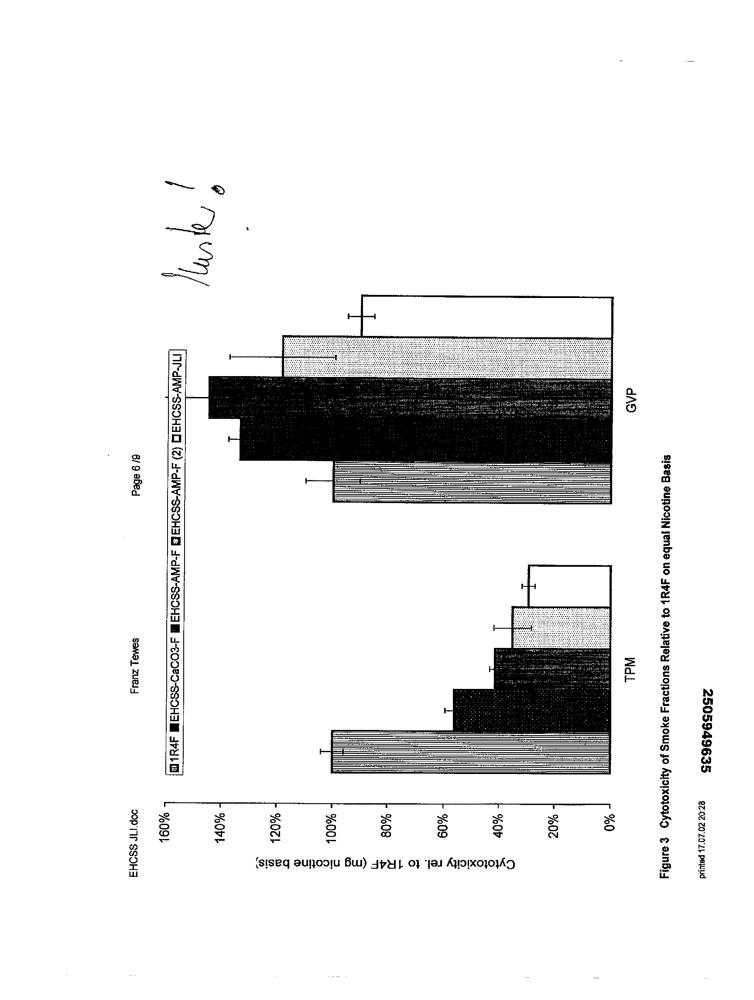 EHCSS JLI.doc Franz Tewes Page 6 /9
1R4F EHCSS-CaCO3-F EHCSS-AMP-F EHCSS-AMP-F (2) EHCSS-AMP-JLI
Cytotoxicity rel. to 1R4F (mg nicotine basis)
160%
140%
120%
100%
80%
60%
40%
20%
0%
TPM GVP
Figure 3 Cytotoxicity of Smoke Fractions Relative to 1R4F on equal Nicotine Basis
printed 17.07.02 20:28
2505949635